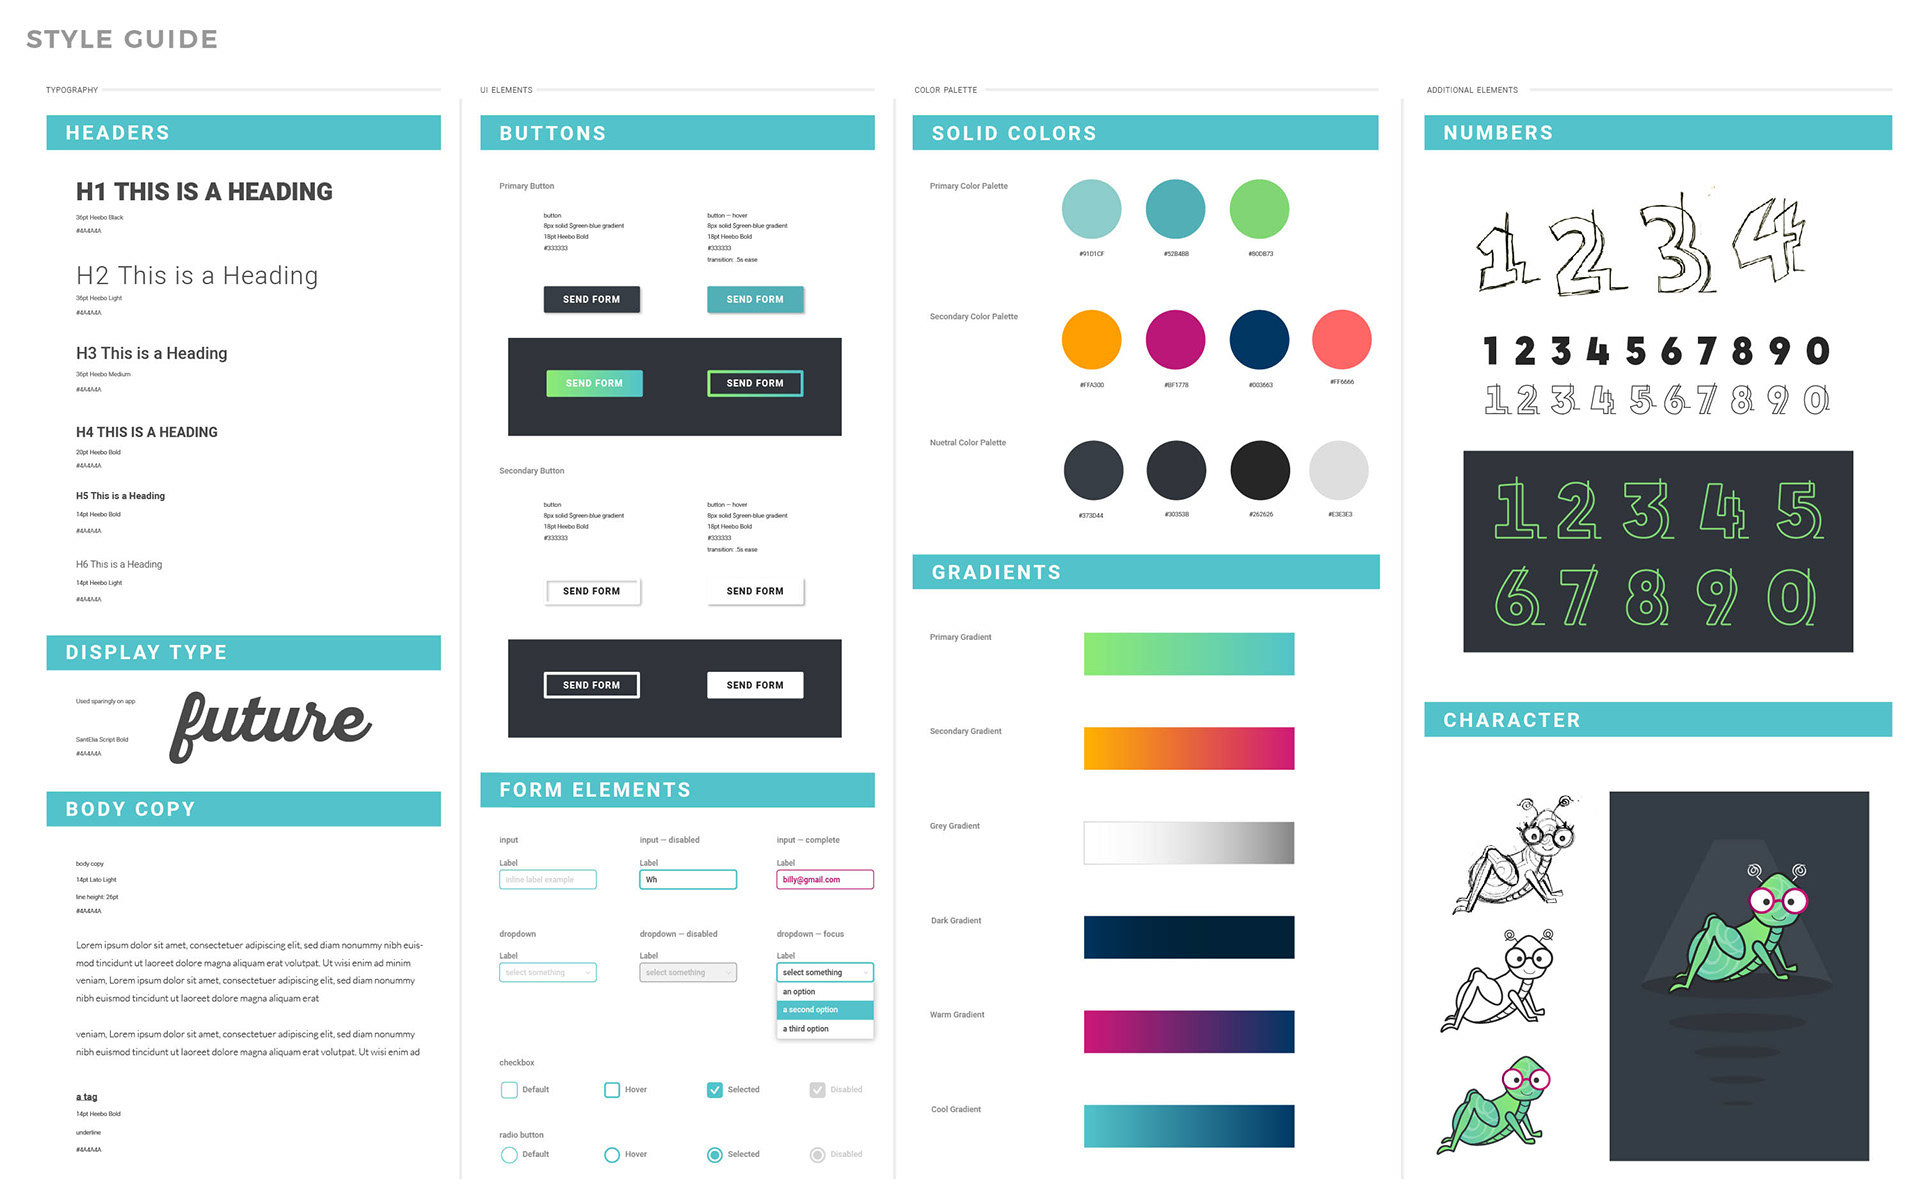 STYLE GUIDE
TYPOGRAPHY
HEADERS
H1 THIS IS A HEADING
36pt Heebo Black
#4A4A4A
H2 This is a Heading
36pt Heebo Light
#4A4A4A
H3 This is a Heading
36pt Heebo Medium
#4A4A4A
H4 THIS IS A HEADING
20pt Heebo Bold
#4A4A4A
H5 This is a Heading
14pt Heebo Bold
#4A4A4A
H6 This is a Heading
14pt Heebo Light
#4A4A4A
DISPLAY TYPE
Used sparingly on app
future
SantElia Script Bold
#4A4A4A
BODY COPY
body copy
14pt Lato Light
line height: 26pt
#4A4A4A
Lorem ipsum dolor sit amet, consectetuer adipiscing elit, sed diam nonummy nibh euis-
mod tincidunt ut laoreet dolore magna aliquam erat volutpat. Ut wisi enim ad minim
veniam, Lorem ipsum dolor sit amet, consectetuer adipiscing elit, sed diam nonummy
nibh euismod tincidunt ut laoreet dolore magna aliquam erat
veniam, Lorem ipsum dolor sit amet, consectetuer adipiscing elit, sed diam nonummy
nibh euismod tincidunt ut laoreet dolore magna aliquam erat volutpat. Ut wisi enim ad
a tag
14pt Heebo Bold
underline
#4A4A4A
UI ELEMENTS
BUTTONS
Primary Button
button
8px solid $green-blue gradient
18pt Heebo Bold
#333333
button – hover
8px solid $green-blue gradient
18pt Heebo Bold
#333333
transition: .5s ease
SEND FORM
SEND FORM
SEND FORM
SEND FORM
Secondary Button
button
8px solid $green-blue gradient
18pt Heebo Bold
#333333
button – hover
8px solid $green-blue gradient
18pt Heebo Bold
#333333
transition: .5s ease
SEND FORM
SEND FORM
SEND FORM
SEND FORM
FORM ELEMENTS
input
Label
inline label example
input – disabled
Label
Wh
input – complete
Label
billy@gmail.com
dropdown
Label
select something
dropdown – disabled
Label
select something
dropdown – focus
Label
select something
an option
a second option
a third option
checkbox
Default Hover Selected Disabled
radio button
Default Hover Selected Disabled
COLOR PALETTE
SOLID COLORS
Primary Color Palette
#91D1CF #52B4BB #80DB73
Secondary Color Palette
#FFA300 #BF1778 #003663 #FF6666
Nuetral Color Palette
#373D44 #30353B #262626 #E3E3E3
GRADIENTS
Primary Gradient
Secondary Gradient
Grey Gradient
Dark Gradient
Warm Gradient
Cool Gradient
ADDITIONAL ELEMENTS
NUMBERS
1 2 3 4
1 2 3 4 5 6 7 8 9 0
1 2 3 4 5 6 7 8 9 0
1 2 3 4 5
6 7 8 9 0
CHARACTER